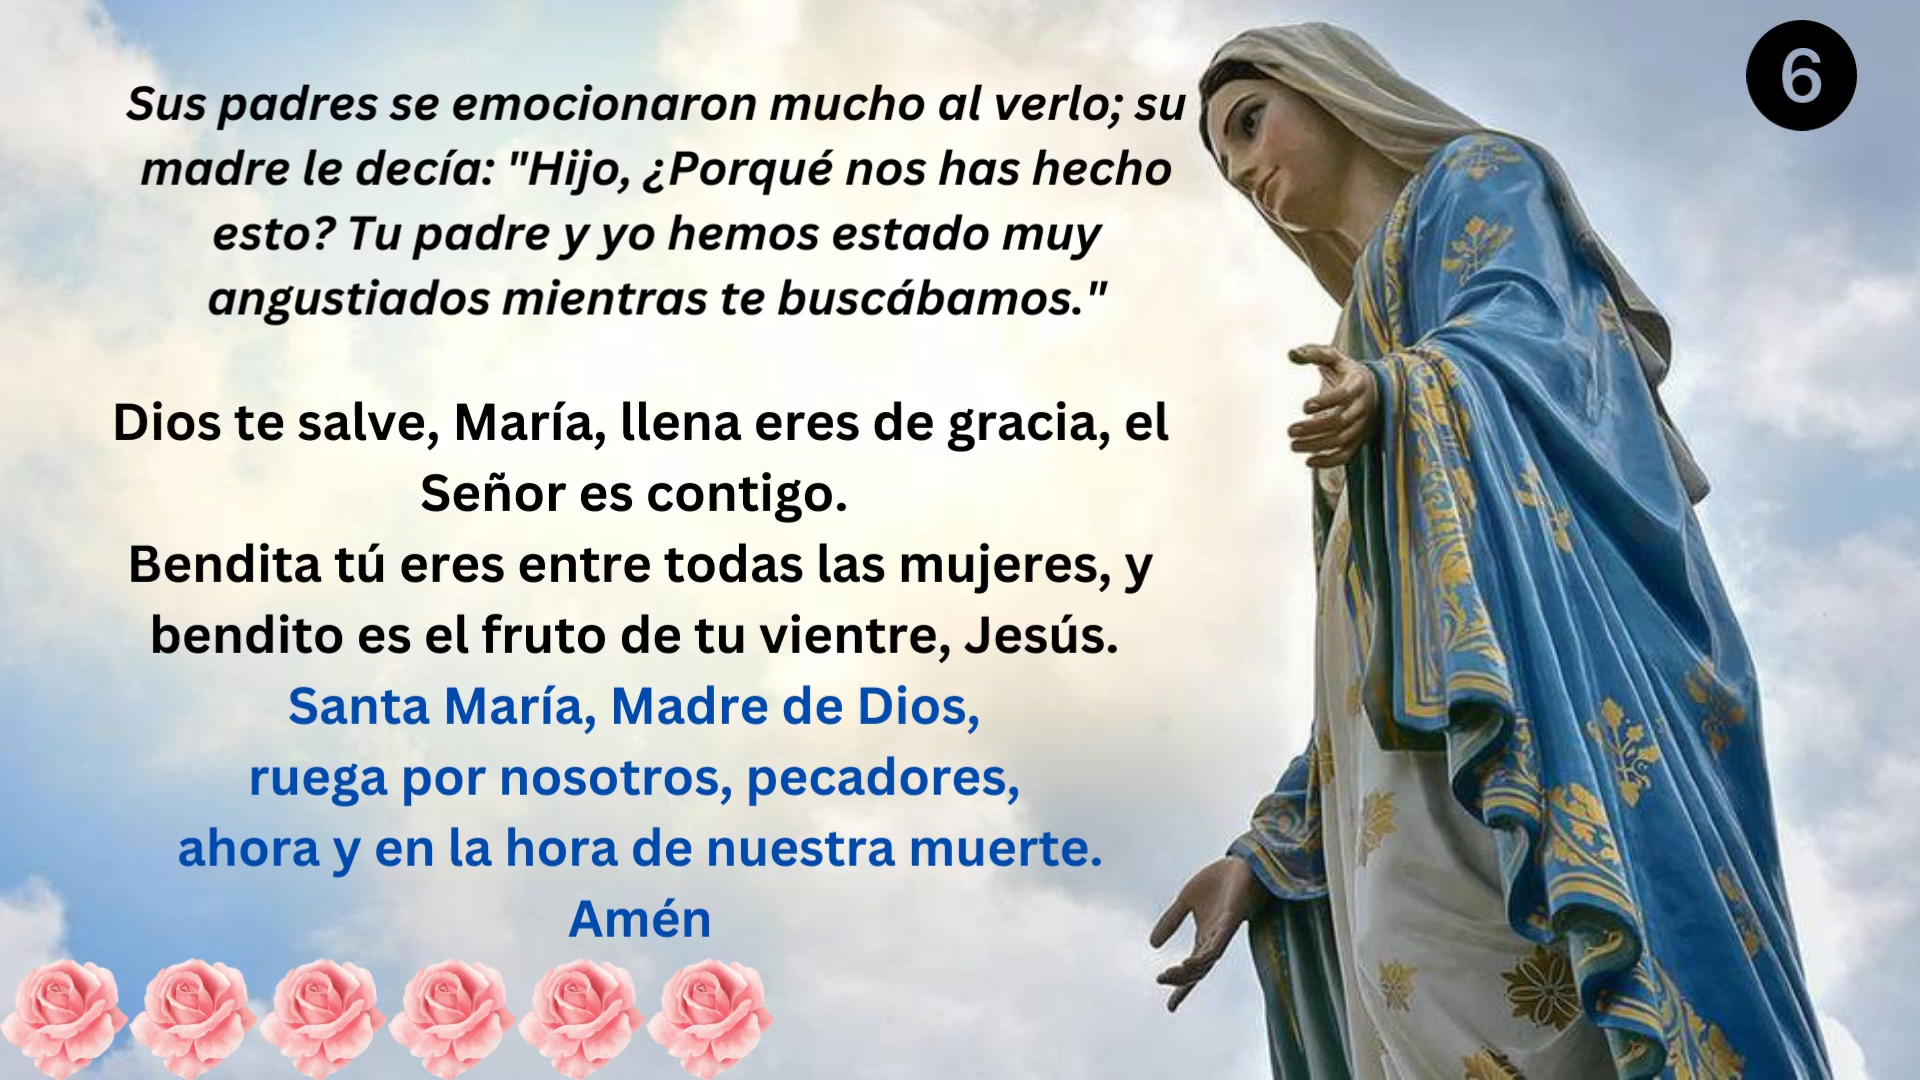 6
Sus padres se emocionaron mucho al verlo; su
madre le decía: "Hijo, ¿Porqué nos has hecho
esto? Tu padre y yo hemos estado muy
angustiados mientras te buscábamos."
Dios te salve, María, llena eres de gracia, el
Señor es contigo.
Bendita tú eres entre todas las mujeres, y
bendito es el fruto de tu vientre, Jesús.
Santa María, Madre de Dios,
ruega por nosotros, pecadores,
ahora y en la hora de nuestra muerte.
Amén